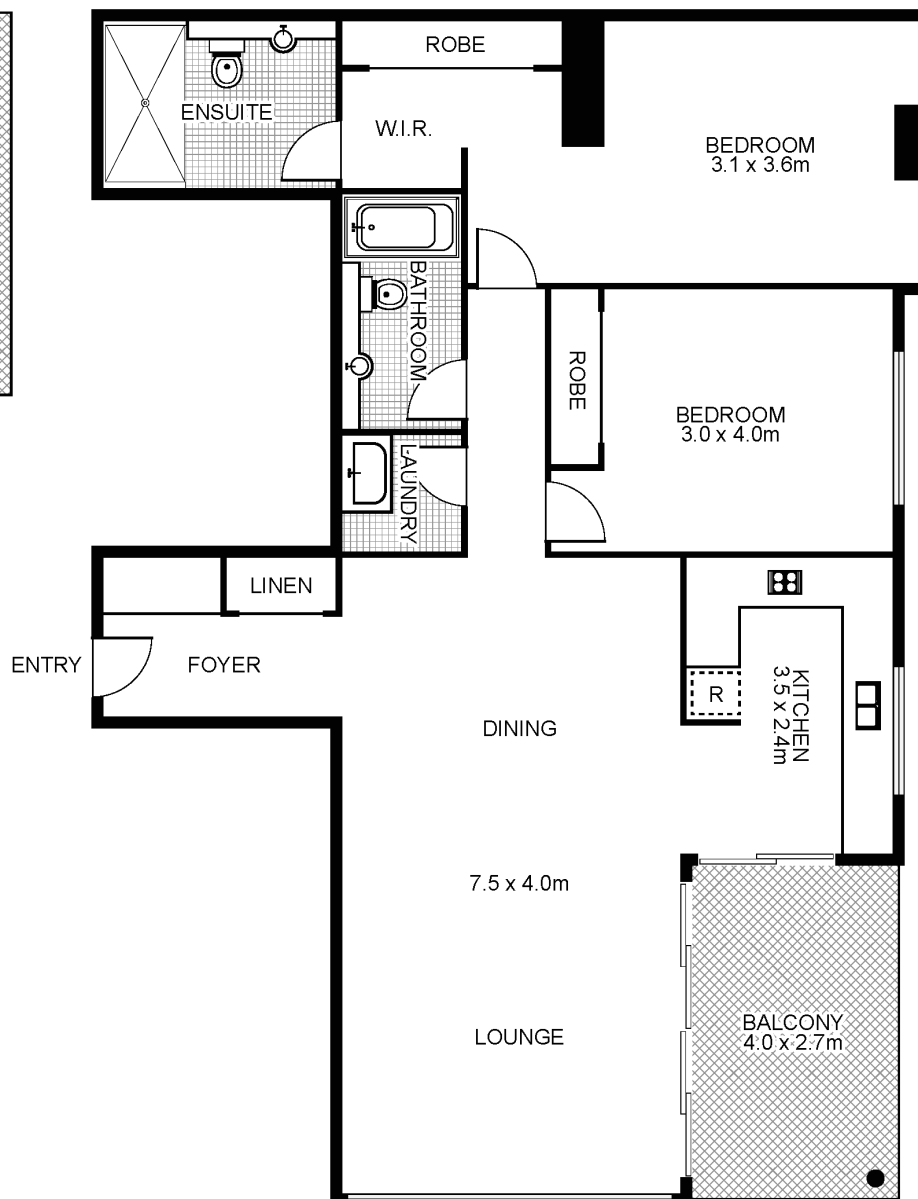 ROBE
ENSUITE
W.I.R.
BEDROOM
3.1 x 3.6m
BATHROOM
ROBE
BEDROOM
3.0 x 4.0m
LAUNDRY
LINEN
ENTRY
FOYER
R
KITCHEN
3.5 x 2.4m
DINING
7.5 x 4.0m
LOUNGE
BALCONY
4.0 x 2.7m